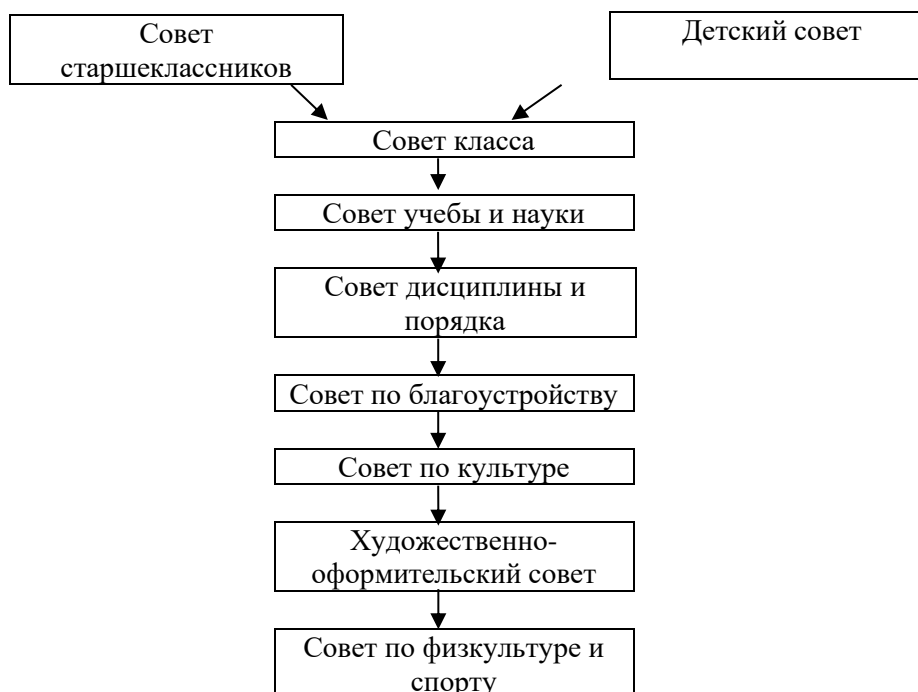 Совет
старшеклассников
Детский совет
Совет класса
Совет учебы и науки
Совет дисциплины и
порядка
Совет по благоустройству
Совет по культуре
Художественно-
оформительский совет
Совет по физкультуре и
спорту